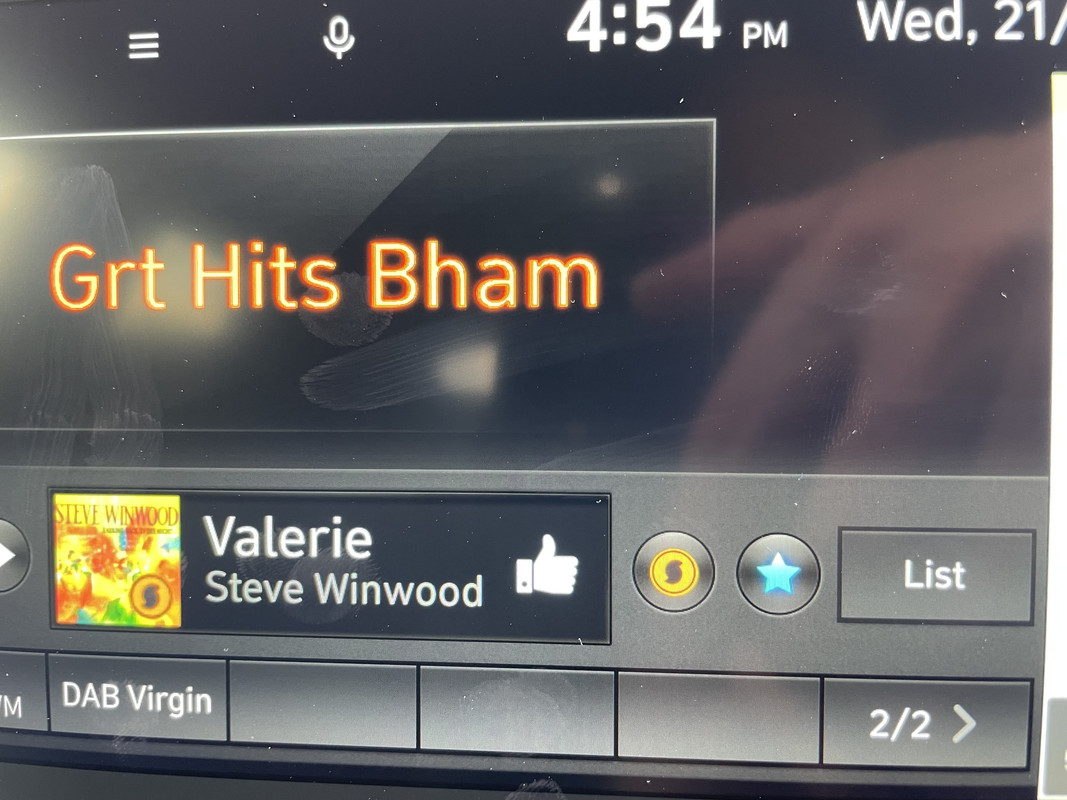 4:54 PM
Wed, 21/
Grt Hits Bham
STEVE WINWOOD
Valerie
Steve Winwood
List
DAB Virgin
2/2